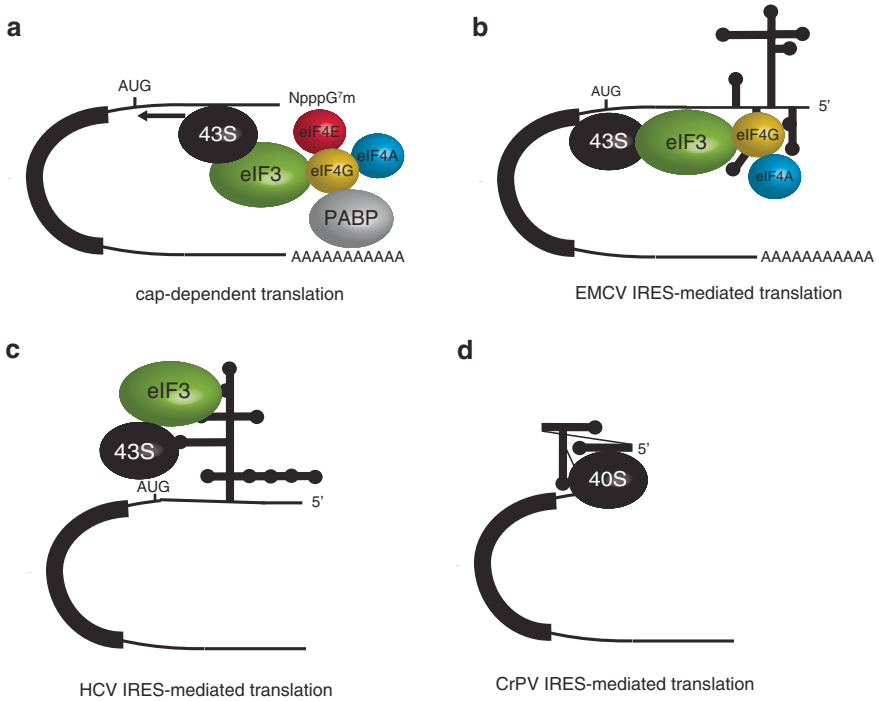 a
AUG
NpppG⁷m
43S
eIF4E
eIF4A
eIF3
eIF4G
PABP
AAAAAAAAAAA
cap-dependent translation
b
AUG
5'
43S
eIF3
eIF4G
eIF4A
AAAAAAAAAAA
EMCV IRES-mediated translation
c
eIF3
43S
AUG
5'
HCV IRES-mediated translation
d
5'
40S
CrPV IRES-mediated translation